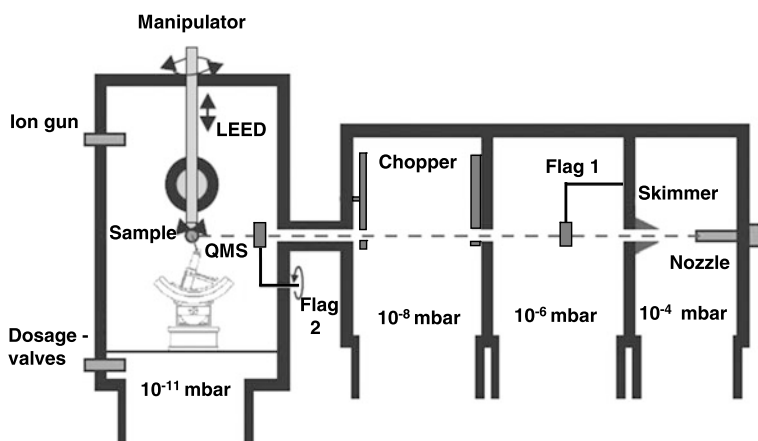 Manipulator
Ion gun
LEED
Chopper
Flag 1
Skimmer
Sample
QMS
Nozzle
Flag
2
Dosage -
valves
10⁻¹¹ mbar
10⁻⁸ mbar
10⁻⁶ mbar
10⁻⁴ mbar